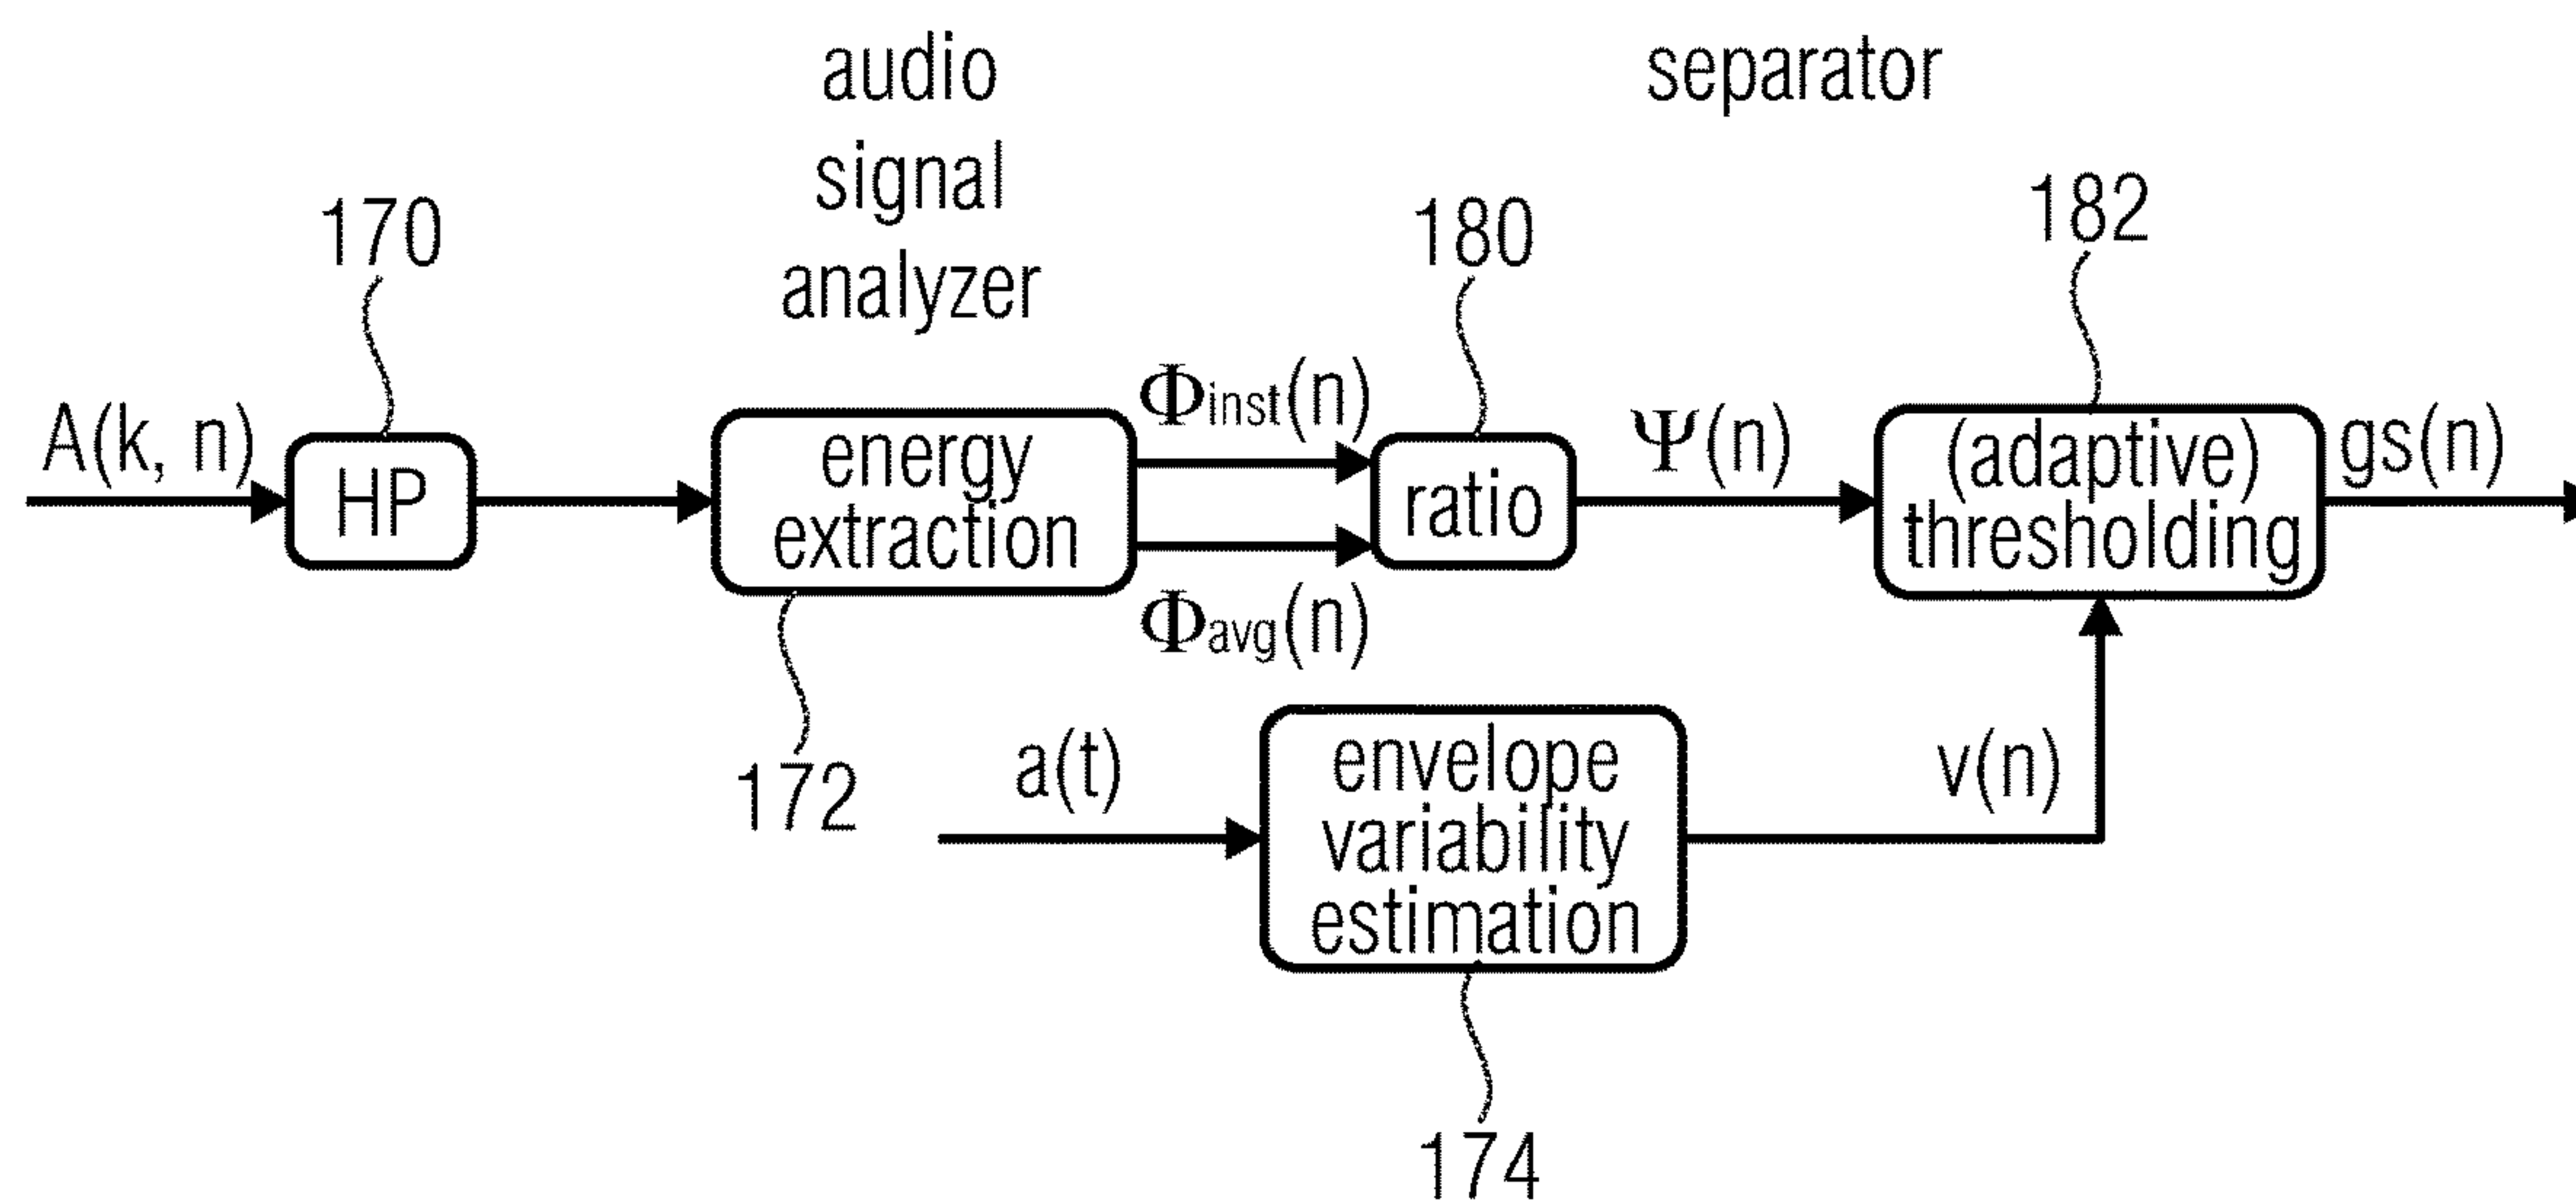 audio
signal
analyzer
separator
170
180
182
A(k, n)
HP
energy
extraction
Φinst(n)
Φavg(n)
ratio
Ψ(n)
(adaptive)
thresholding
gs(n)
172
a(t)
envelope
variability
estimation
v(n)
174